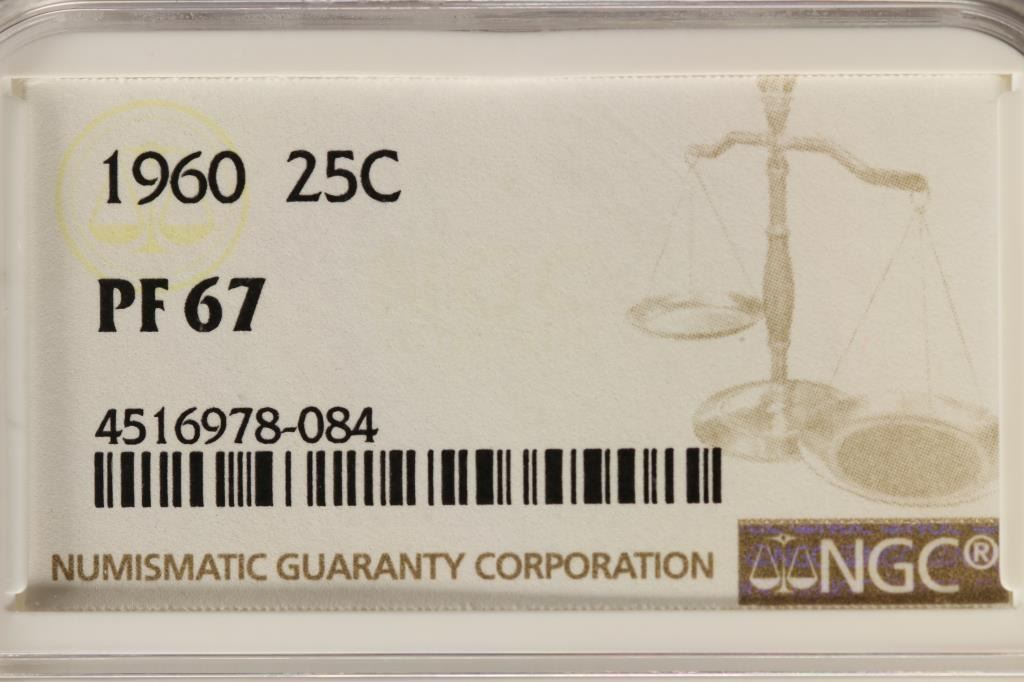 1960 25C
PF 67
4516978-084
NUMISMATIC GUARANTY CORPORATION
NGC®